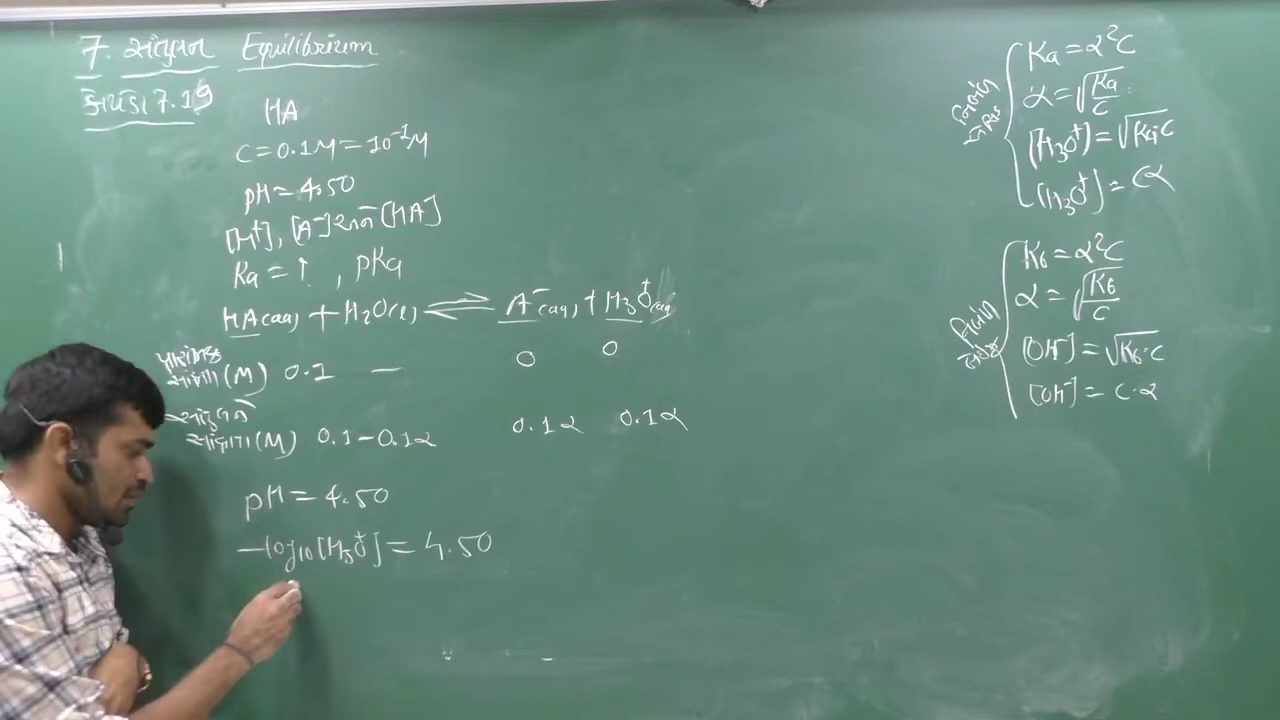 7. સંતુલન Equilibrium
કોયડો 7.19
HA
C = 0.1M = 10⁻¹M
pH = 4.50
[H⁺], [A⁻] અને [HA]
Ka = ? , pKa
HA(aq) + H₂O(l) ⇌ A⁻(aq) + H₃O⁺(aq)
પ્રારંભિક
સાંદ્રતા (M) 0.1 — 0 0
સંતુલને
સાંદ્રતા (M) 0.1 - 0.1α 0.1α 0.1α
pH = 4.50
-log₁₀[H₃O⁺] = 4.50
Ka = α²C
α = √(Ka/C)
[H₃O⁺] = √Ka·C
[H₃O⁺] = Cα
Kb = α²C
α = √(Kb/C)
[OH⁻] = √Kb·C
[OH⁻] = C·α